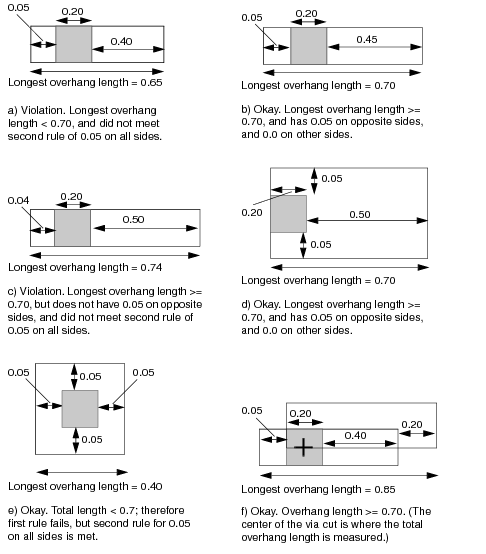 0.05
0.20
0.40
Longest overhang length = 0.65
a) Violation. Longest overhang
length < 0.70, and did not meet
second rule of 0.05 on all sides.
0.05
0.20
0.45
Longest overhang length = 0.70
b) Okay. Longest overhang length >=
0.70, and has 0.05 on opposite sides,
and 0.0 on other sides.
0.04
0.20
0.50
Longest overhang length = 0.74
c) Violation. Longest overhang length >=
0.70, but does not have 0.05 on opposite
sides, and did not meet second rule of
0.05 on all sides.
0.05
0.20
0.50
0.05
Longest overhang length = 0.70
d) Okay. Longest overhang length >=
0.70, and has 0.05 on opposite sides,
and 0.0 on other sides.
0.05
0.05
0.05
0.05
Longest overhang length = 0.40
e) Okay. Total length < 0.7; therefore
first rule fails, but second rule for 0.05
on all sides is met.
0.05
0.20
0.20
0.40
Longest overhang length = 0.85
f) Okay. Overhang length >= 0.70. (The
center of the via cut is where the total
overhang length is measured.)